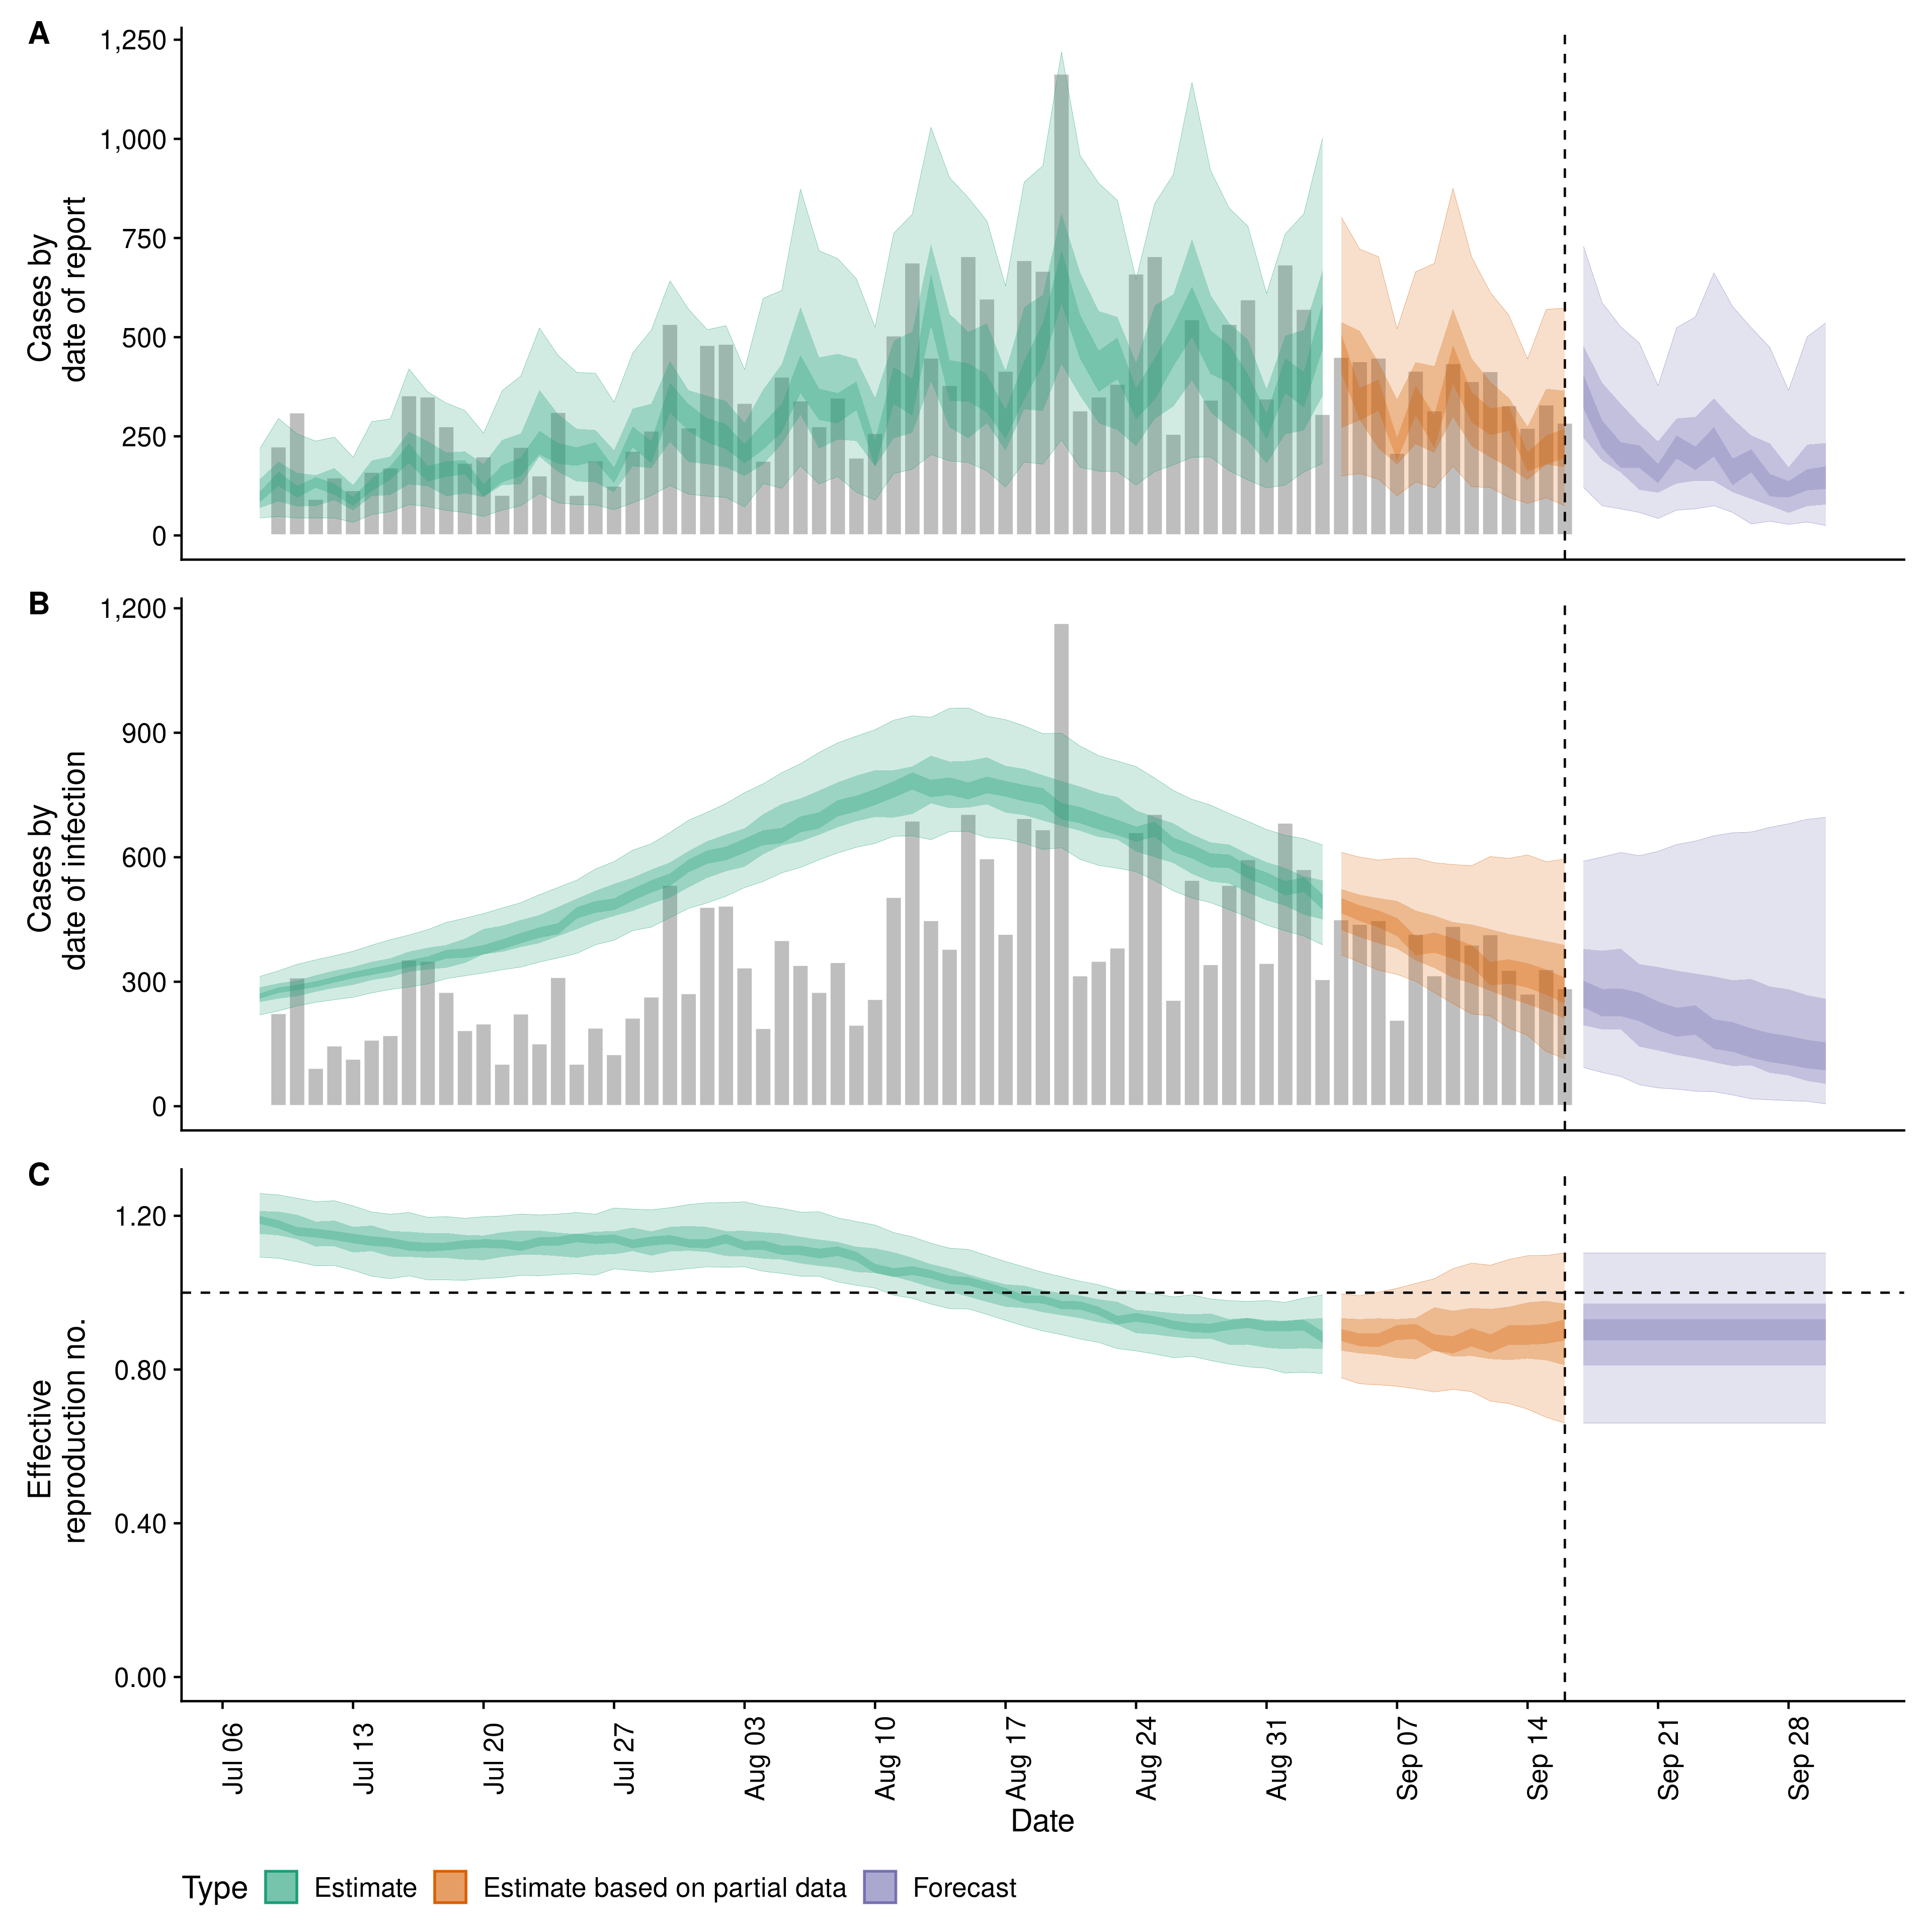 A
1,250
1,000
750
500
250
0
Cases by
date of report
B
1,200
900
600
300
0
Cases by
date of infection
C
1.20
0.80
0.40
0.00
Effective
reproduction no.
Jul 06
Jul 13
Jul 20
Jul 27
Aug 03
Aug 10
Aug 17
Aug 24
Aug 31
Sep 07
Sep 14
Sep 21
Sep 28
Date
Type Estimate Estimate based on partial data Forecast